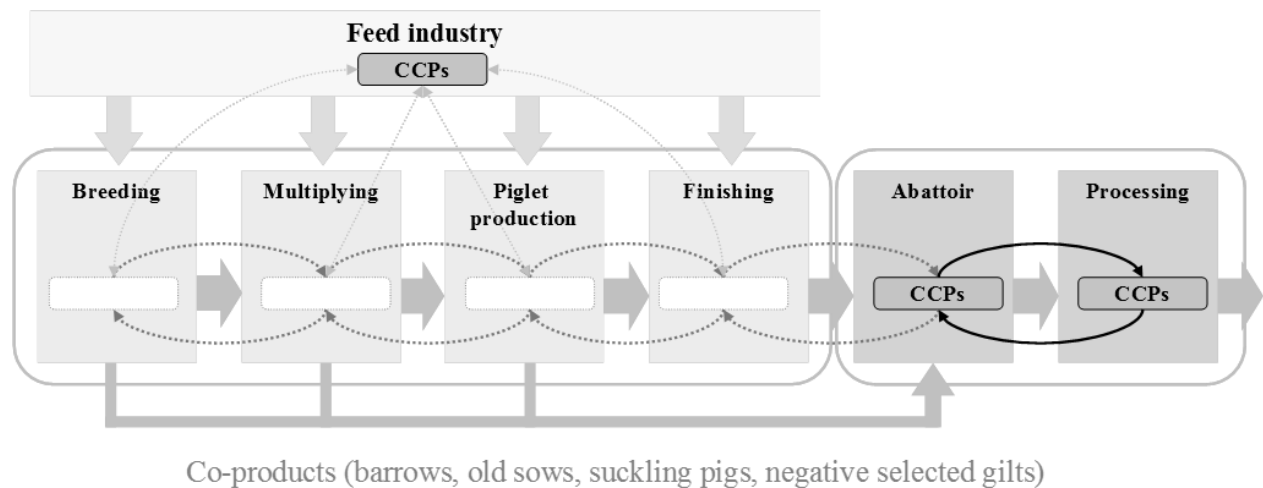 Feed industry
CCPs
Breeding
Multiplying
Piglet
production
Finishing
Abattoir
Processing
CCPs
CCPs
Co-products (barrows, old sows, suckling pigs, negative selected gilts)